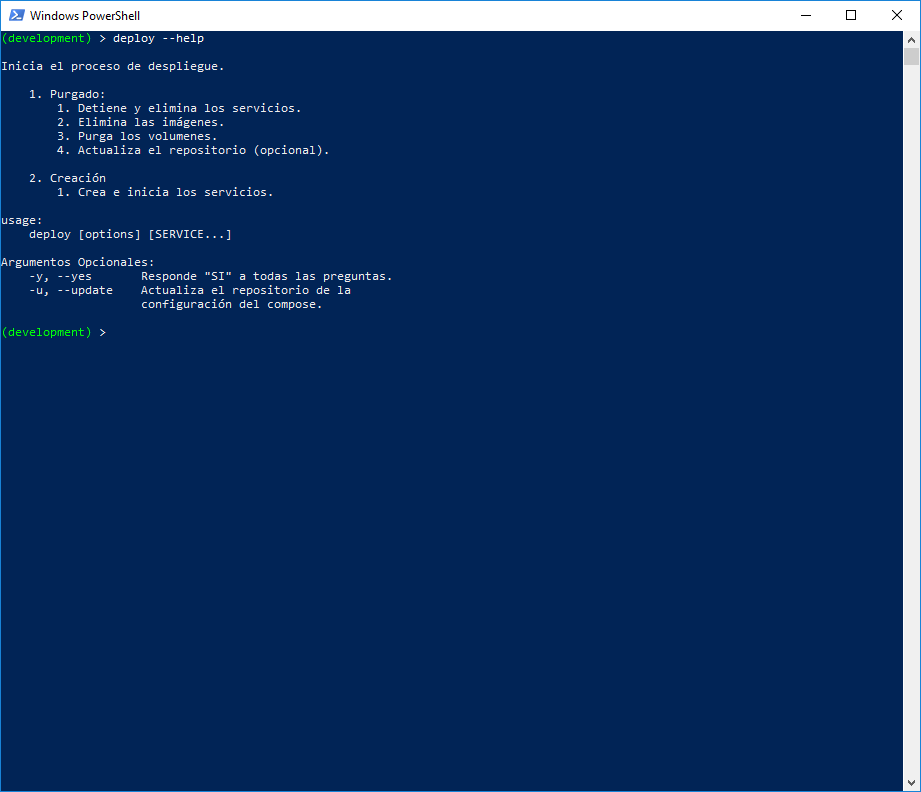 Windows PowerShell
(development) > deploy --help
Inicia el proceso de despliegue.
1. Purgado:
1. Detiene y elimina los servicios.
2. Elimina las imágenes.
3. Purga los volumenes.
4. Actualiza el repositorio (opcional).
2. Creación
1. Crea e inicia los servicios.
usage:
deploy [options] [SERVICE...]
Argumentos Opcionales:
-y, --yes Responde "SI" a todas las preguntas.
-u, --update Actualiza el repositorio de la
configuración del compose.
(development) >